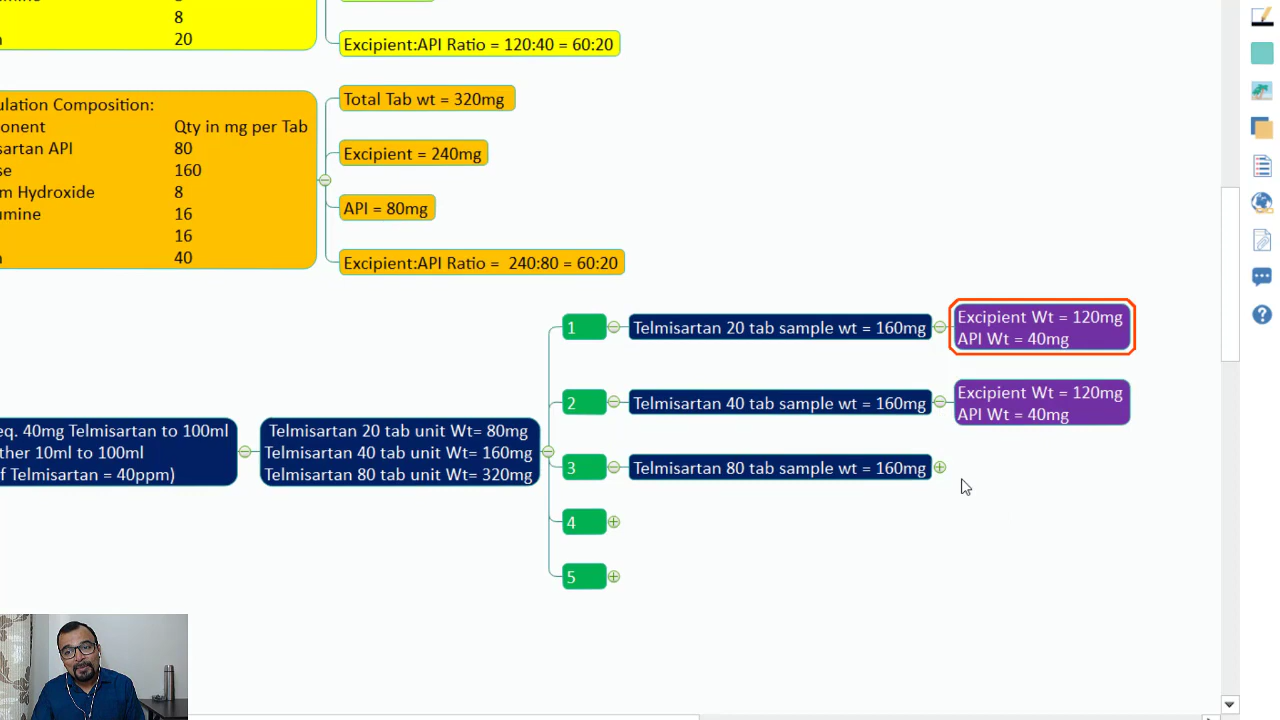 8
20
Excipient:API Ratio = 120:40 = 60:20
ulation Composition:
onent Qty in mg per Tab
sartan API 80
se 160
m Hydroxide 8
umine 16
16
40
Total Tab wt = 320mg
Excipient = 240mg
API = 80mg
Excipient:API Ratio = 240:80 = 60:20
eq. 40mg Telmisartan to 100ml
ther 10ml to 100ml
f Telmisartan = 40ppm)
Telmisartan 20 tab unit Wt= 80mg
Telmisartan 40 tab unit Wt= 160mg
Telmisartan 80 tab unit Wt= 320mg
1
Telmisartan 20 tab sample wt = 160mg
Excipient Wt = 120mg
API Wt = 40mg
2
Telmisartan 40 tab sample wt = 160mg
Excipient Wt = 120mg
API Wt = 40mg
3
Telmisartan 80 tab sample wt = 160mg
4
5